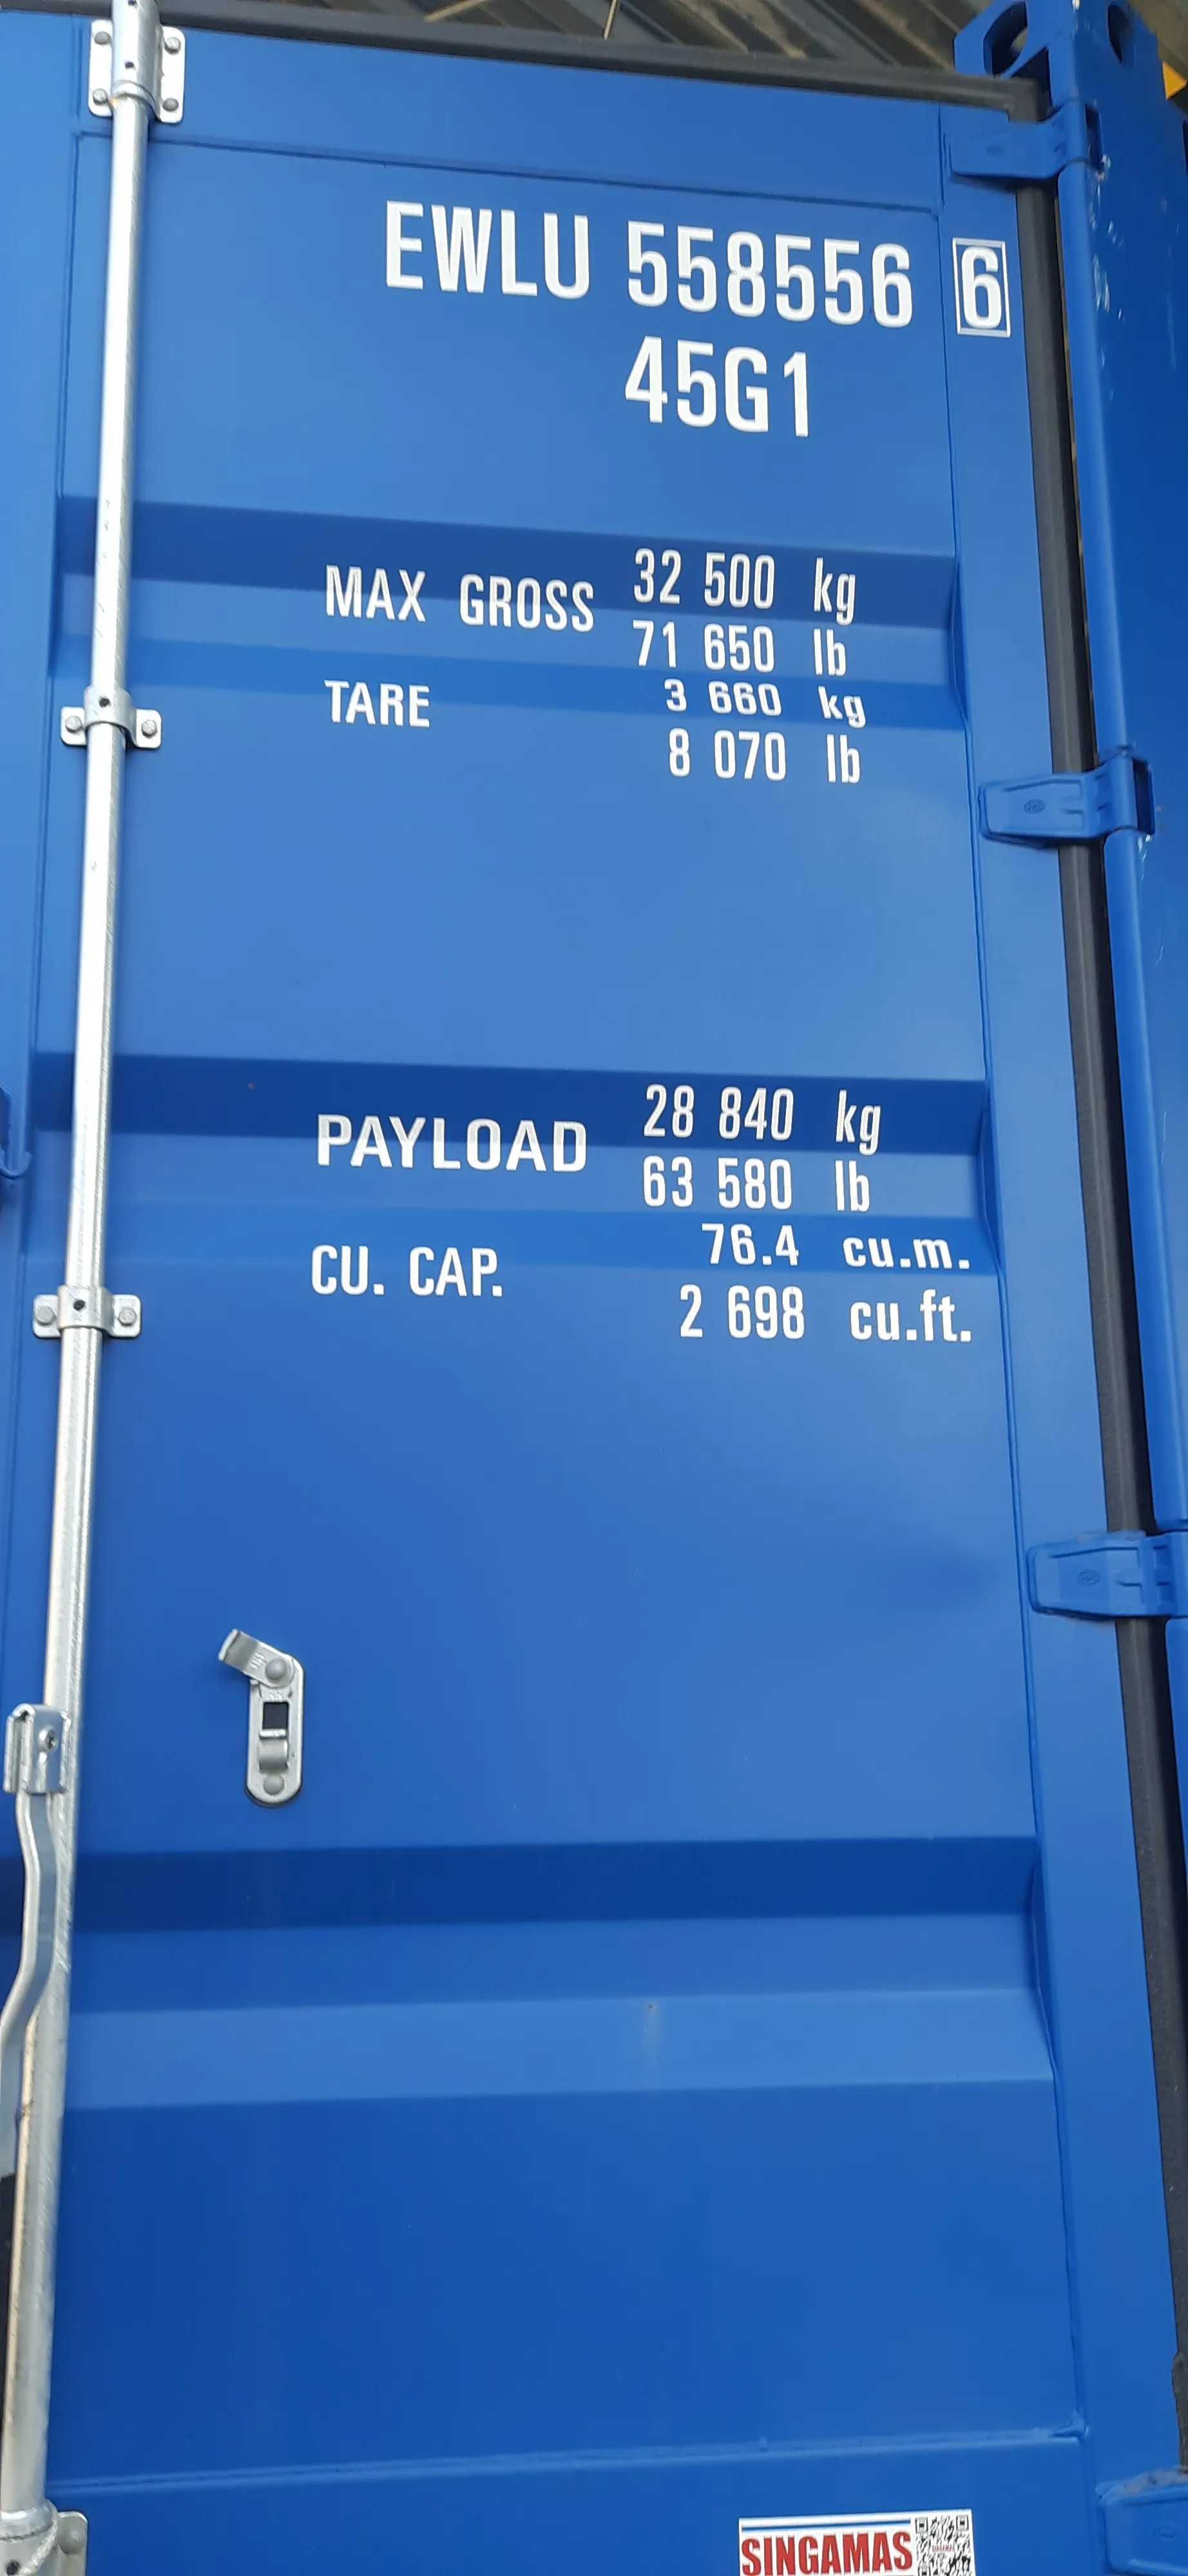 EWLU 558556 6
45G1
MAX GROSS 32 500 kg
71 650 lb
TARE 3 660 kg
8 070 lb
PAYLOAD 28 840 kg
63 580 lb
CU. CAP. 76.4 cu.m.
2 698 cu.ft.
SINGAMAS